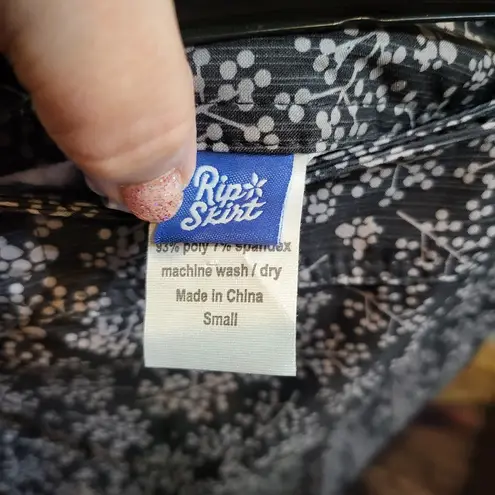 Rip
Skirt
93% poly 7% spandex
machine wash / dry
Made in China
Small